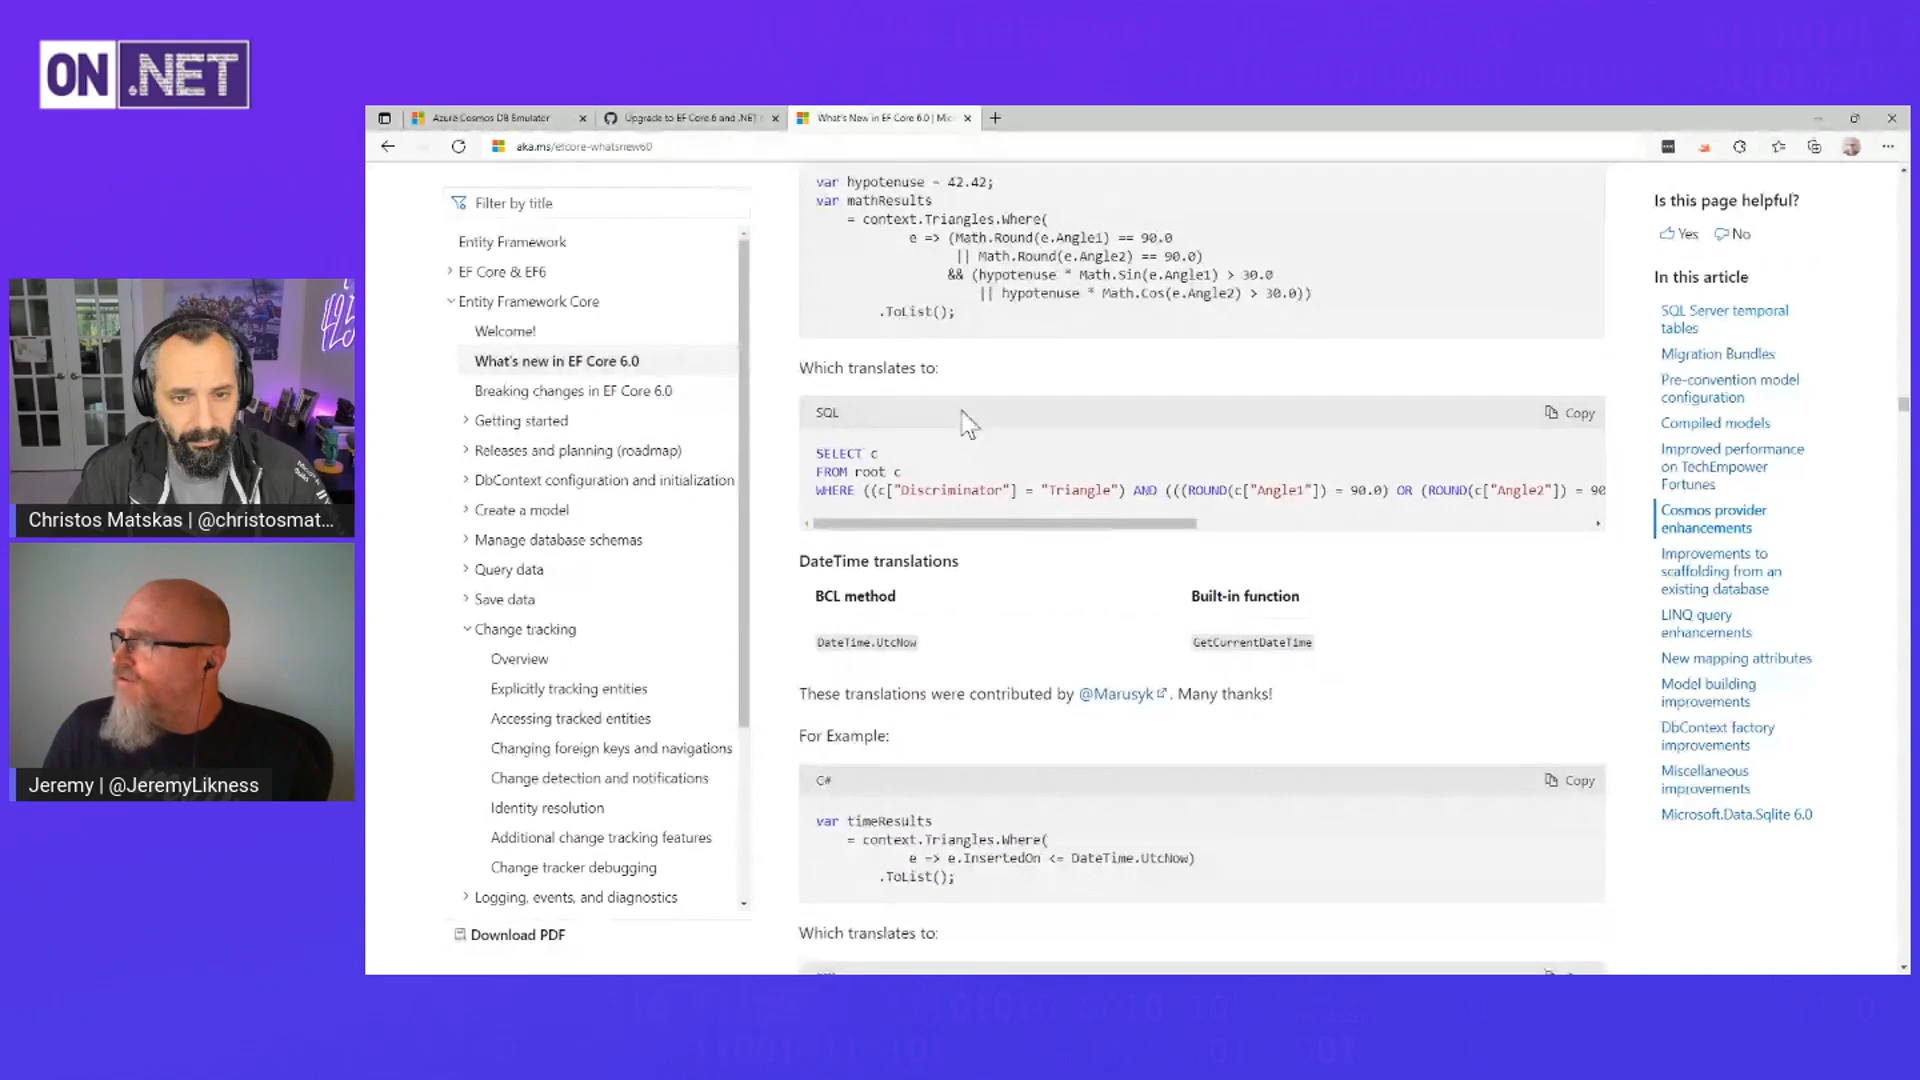 ON .NET
Azure Cosmos DB Emulator
Upgrade to EF Core 6 and .NET
What's New in EF Core 6.0 | Mic
aka.ms/efcore-whatsnew60
Christos Matskas | @christosmat...
Jeremy | @JeremyLikness
Filter by title
Entity Framework
EF Core & EF6
Entity Framework Core
Welcome!
What's new in EF Core 6.0
Breaking changes in EF Core 6.0
Getting started
Releases and planning (roadmap)
DbContext configuration and initialization
Create a model
Manage database schemas
Query data
Save data
Change tracking
Overview
Explicitly tracking entities
Accessing tracked entities
Changing foreign keys and navigations
Change detection and notifications
Identity resolution
Additional change tracking features
Change tracker debugging
Logging, events, and diagnostics
Download PDF
var hypotenuse = 42.42;
var mathResults
= context.Triangles.Where(
e => (Math.Round(e.Angle1) == 90.0
|| Math.Round(e.Angle2) == 90.0)
&& (hypotenuse * Math.Sin(e.Angle1) > 30.0
|| hypotenuse * Math.Cos(e.Angle2) > 30.0))
.ToList();
Which translates to:
SQL
Copy
SELECT c
FROM root c
WHERE ((c["Discriminator"] = "Triangle") AND (((ROUND(c["Angle1"]) = 90.0) OR (ROUND(c["Angle2"]) = 90
DateTime translations
BCL method Built-in function
DateTime.UtcNow GetCurrentDateTime
These translations were contributed by @Marusyk. Many thanks!
For Example:
C#
Copy
var timeResults
= context.Triangles.Where(
e => e.InsertedOn <= DateTime.UtcNow)
.ToList();
Which translates to:
Is this page helpful?
Yes No
In this article
SQL Server temporal
tables
Migration Bundles
Pre-convention model
configuration
Compiled models
Improved performance
on TechEmpower
Fortunes
Cosmos provider
enhancements
Improvements to
scaffolding from an
existing database
LINQ query
enhancements
New mapping attributes
Model building
improvements
DbContext factory
improvements
Miscellaneous
improvements
Microsoft.Data.Sqlite 6.0